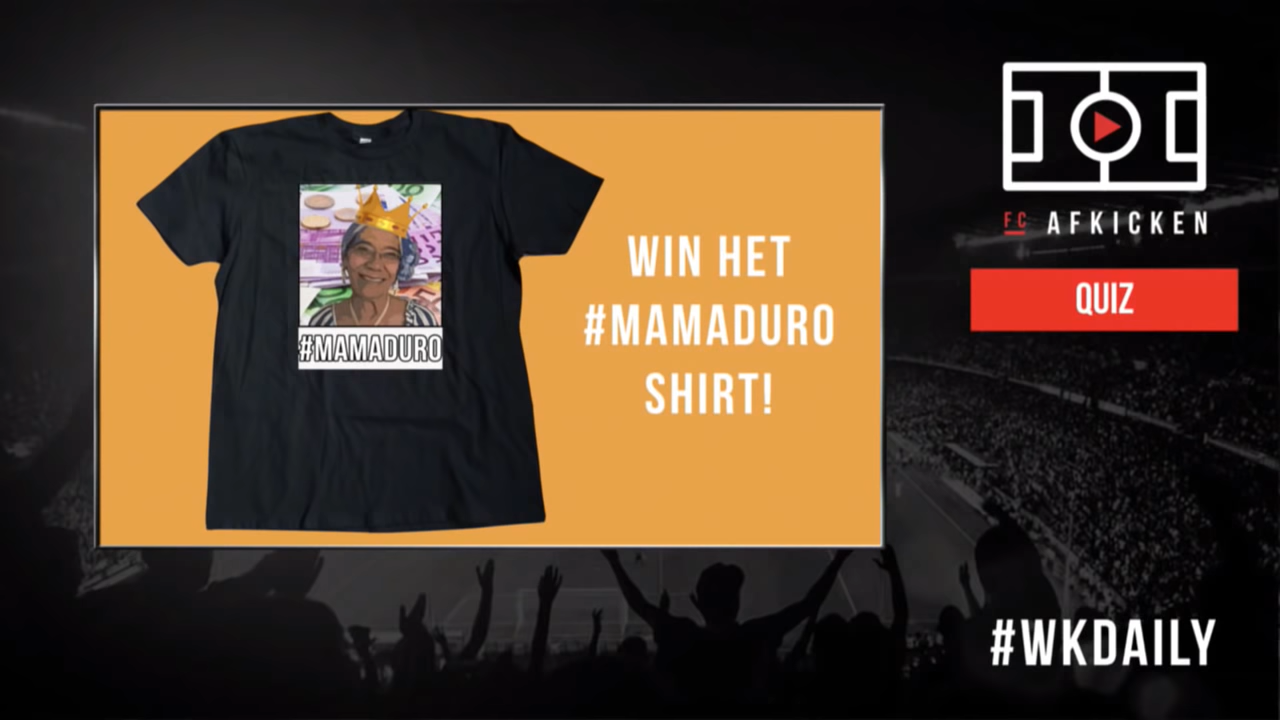 #MAMADURO
WIN HET
#MAMADURO
SHIRT!
FC AFKICKEN
QUIZ
#WKDAILY